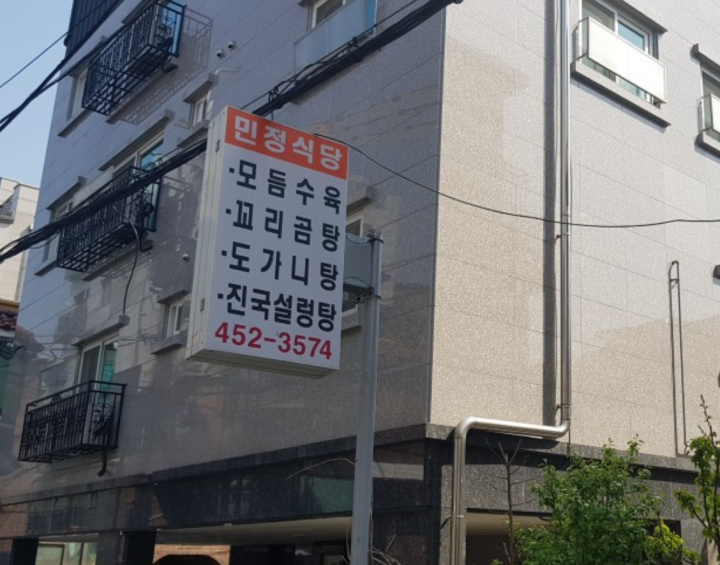 민정식당
·모듬수육
·꼬리곰탕
·도가니탕
·진국설렁탕
452-3574